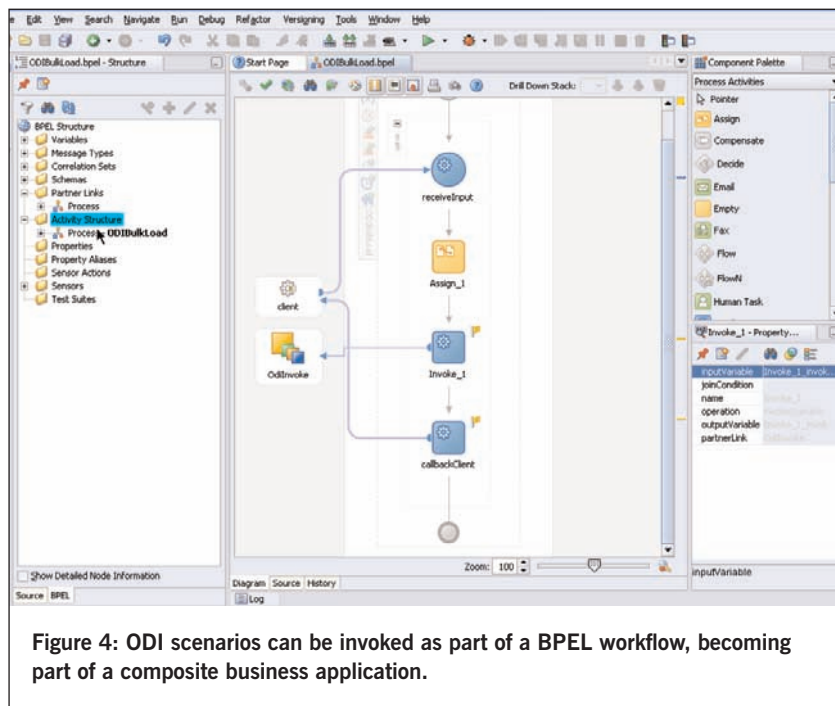 Edit View Search Navigate Run Debug Refactor Versioning Tools Window Help
ODIBulkLoad.bpel - Structure
Start Page
ODIBulkLoad.bpel
Component Palette
Drill Down Stack:
Process Activities
BPEL Structure
Variables
Message Types
Correlation Sets
Schemas
Partner Links
Process
Activity Structure
Process ODIBulkLoad
Properties
Property Aliases
Sensor Actions
Sensors
Test Suites
receiveInput
Assign_1
client
OdiInvoke
Invoke_1
callbackClient
Pointer
Assign
Compensate
Decide
Email
Empty
Fax
Flow
FlowN
Human Task
Invoke_1 - Property...
inputVariable Invoke_1_invok...
joinCondition
name Invoke_1
operation
outputVariable
partnerLink OdiInvoke
Show Detailed Node Information
Zoom: 100
inputVariable
Source BPEL
Diagram Source History
Log
Figure 4: ODI scenarios can be invoked as part of a BPEL workflow, becoming
part of a composite business application.